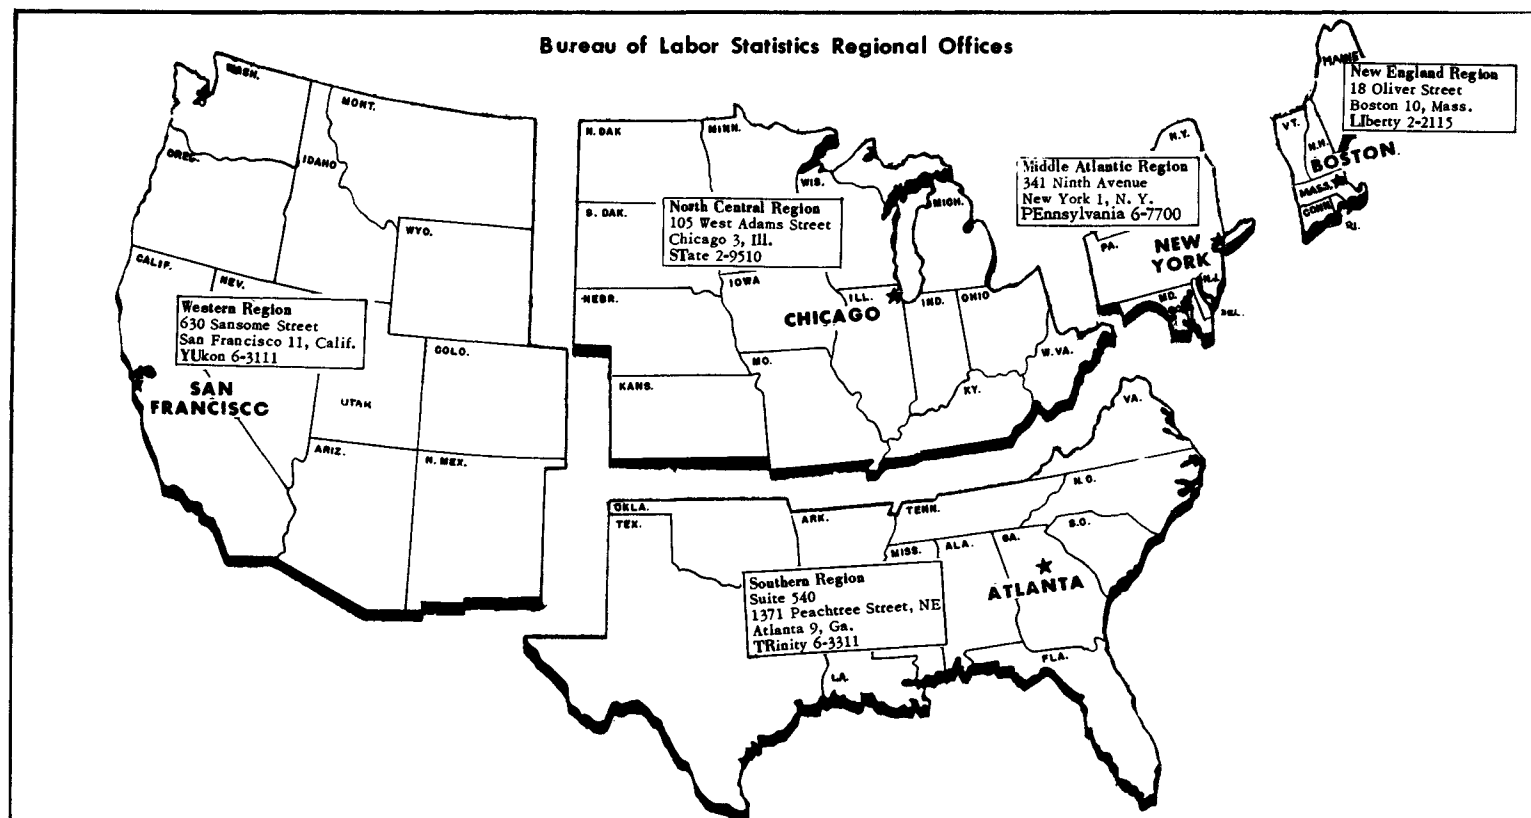 Bureau of Labor Statistics Regional Offices
WASH.
MONT.
OREG.
IDAHO
WYO.
CALIF.
NEV.
Western Region
630 Sansome Street
San Francisco 11, Calif.
YUkon 6-3111
SAN
FRANCISCO
UTAH
COLO.
ARIZ.
N. MEX.
N. DAK
MINN.
S. DAK.
WIS.
MICH.
North Central Region
105 West Adams Street
Chicago 3, Ill.
STate 2-9510
NEBR.
IOWA
ILL.
IND.
OHIO
CHICAGO
KANS.
MO.
KY.
W.VA.
MAINE
New England Region
18 Oliver Street
Boston 10, Mass.
LIberty 2-2115
VT.
N.H.
BOSTON
MASS.
CONN.
R.I.
N.Y.
Middle Atlantic Region
341 Ninth Avenue
New York 1, N. Y.
PEnnsylvania 6-7700
PA.
NEW
YORK
N.J.
MD.
DEL.
VA.
OKLA.
TEX.
ARK.
TENN.
N.C.
S.C.
MISS.
ALA.
GA.
ATLANTA
Southern Region
Suite 540
1371 Peachtree Street, NE
Atlanta 9, Ga.
TRinity 6-3311
LA.
FLA.